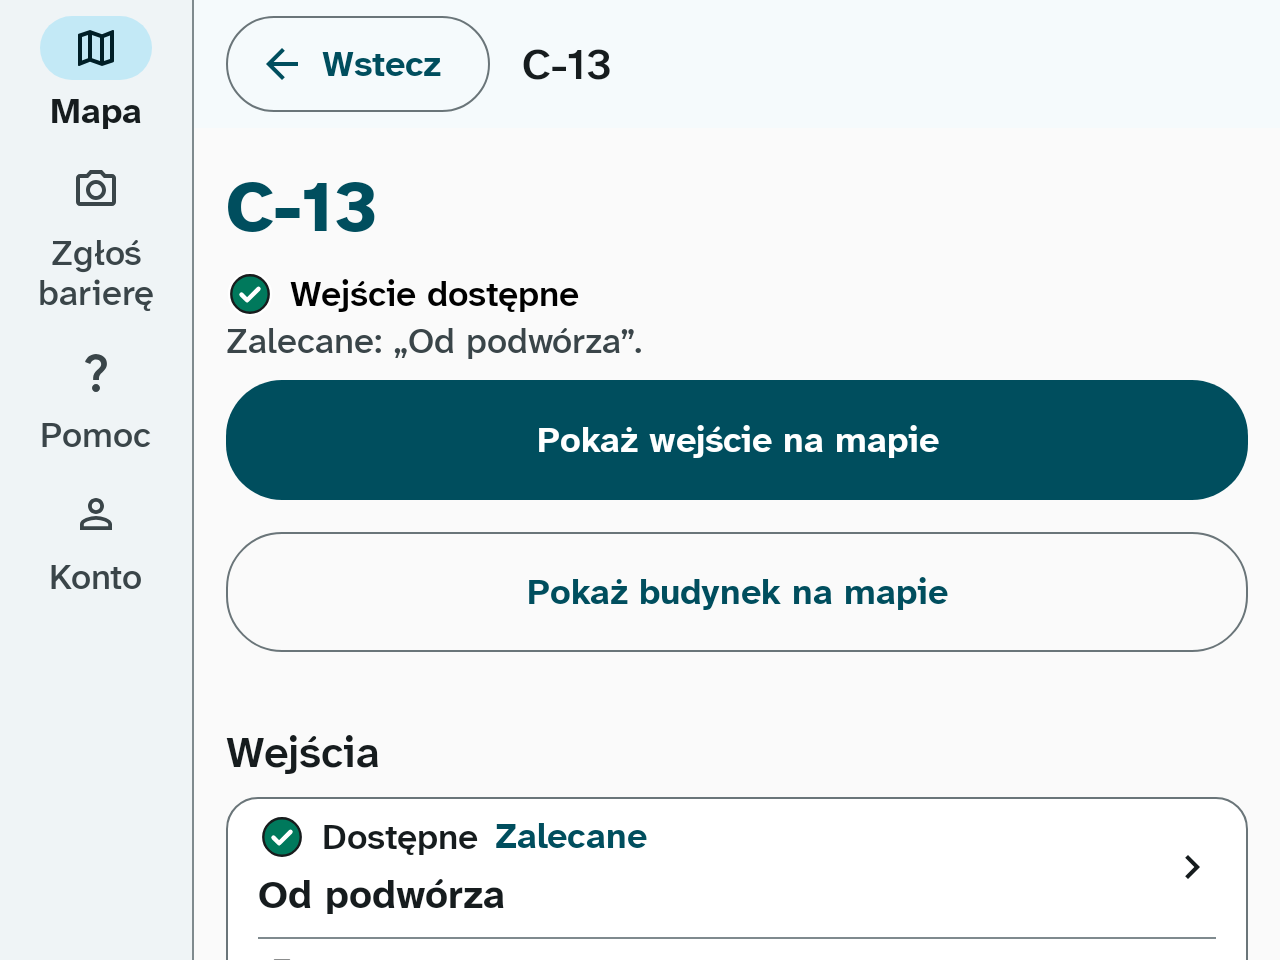 Mapa
Zgłoś
barierę
Pomoc
Konto
Wstecz
C-13
C-13
Wejście dostępne
Zalecane: „Od podwórza”.
Pokaż wejście na mapie
Pokaż budynek na mapie
Wejścia
Dostępne Zalecane
Od podwórza